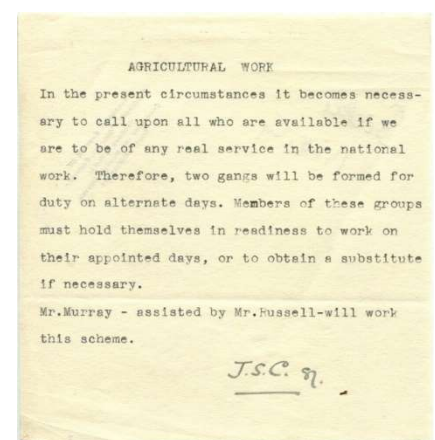 AGRICULTURAL WORK
In the present circumstances it becomes necess-
ary to call upon all who are available if we
are to be of any real service in the national
work. Therefore, two gangs will be formed for
duty on alternate days. Members of these groups
must hold themselves in readiness to work on
their appointed days, or to obtain a substitute
if necessary.
Mr.Murray - assisted by Mr.Russell-will work
this scheme.
J.S.C.